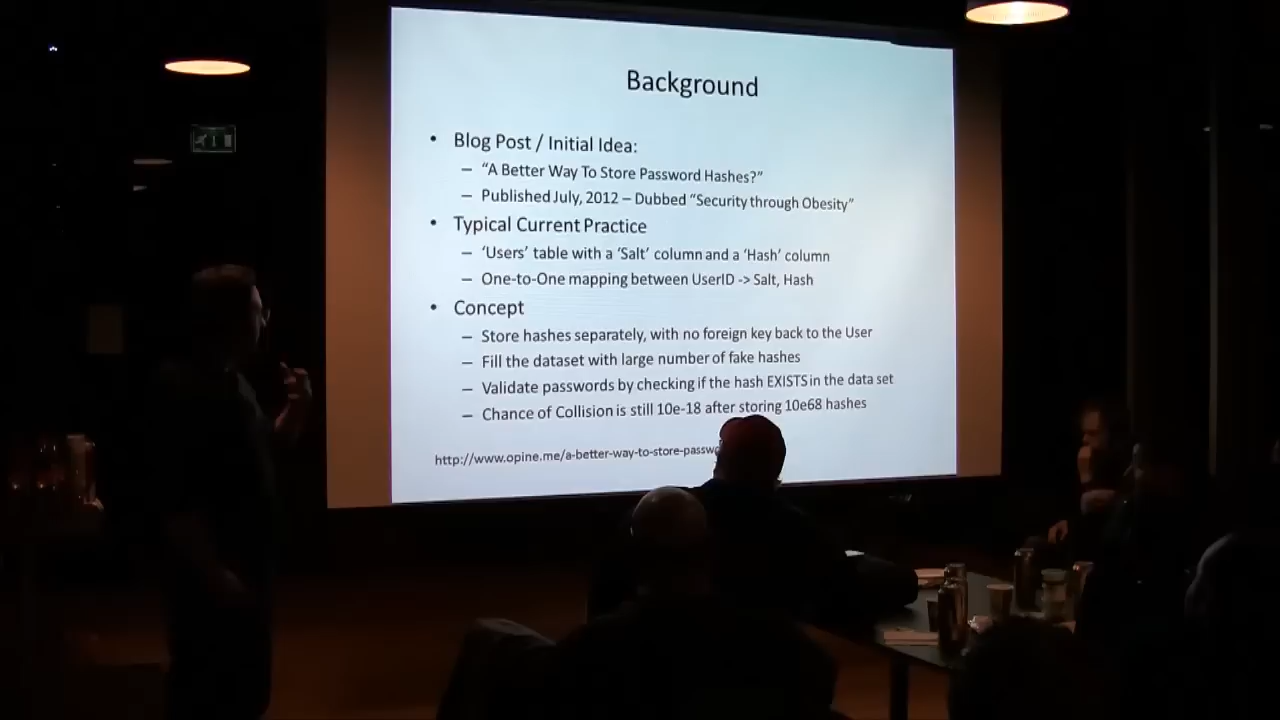 Background
• Blog Post / Initial Idea:
– “A Better Way To Store Password Hashes?”
– Published July, 2012 – Dubbed “Security through Obesity”
• Typical Current Practice
– ‘Users’ table with a ‘Salt’ column and a ‘Hash’ column
– One-to-One mapping between UserID -> Salt, Hash
• Concept
– Store hashes separately, with no foreign key back to the User
– Fill the dataset with large number of fake hashes
– Validate passwords by checking if the hash EXISTS in the data set
– Chance of Collision is still 10e-18 after storing 10e68 hashes
http://www.opine.me/a-better-way-to-store-passw